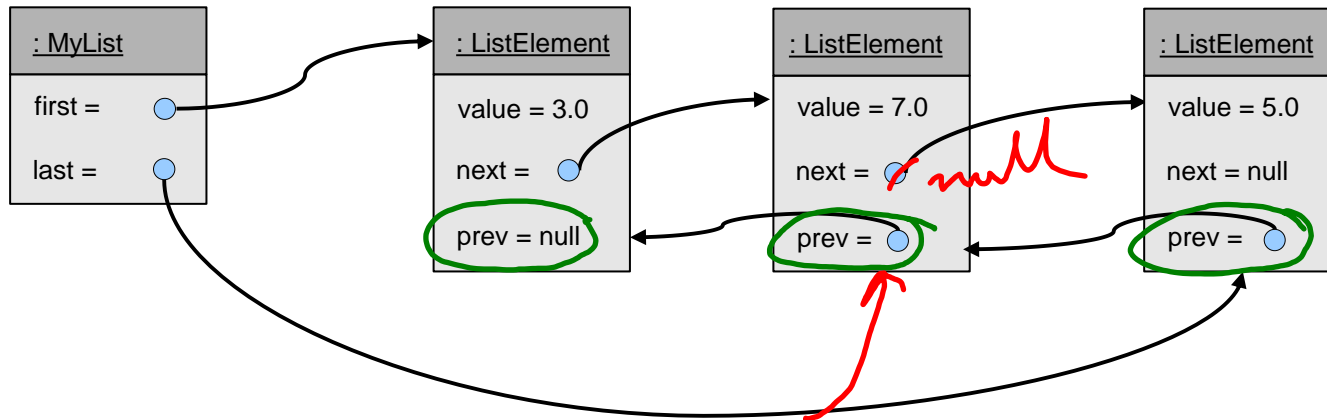 : MyList
first =
last =
: ListElement
value = 3.0
next =
prev = null
: ListElement
value = 7.0
next =
null
prev =
: ListElement
value = 5.0
next = null
prev =